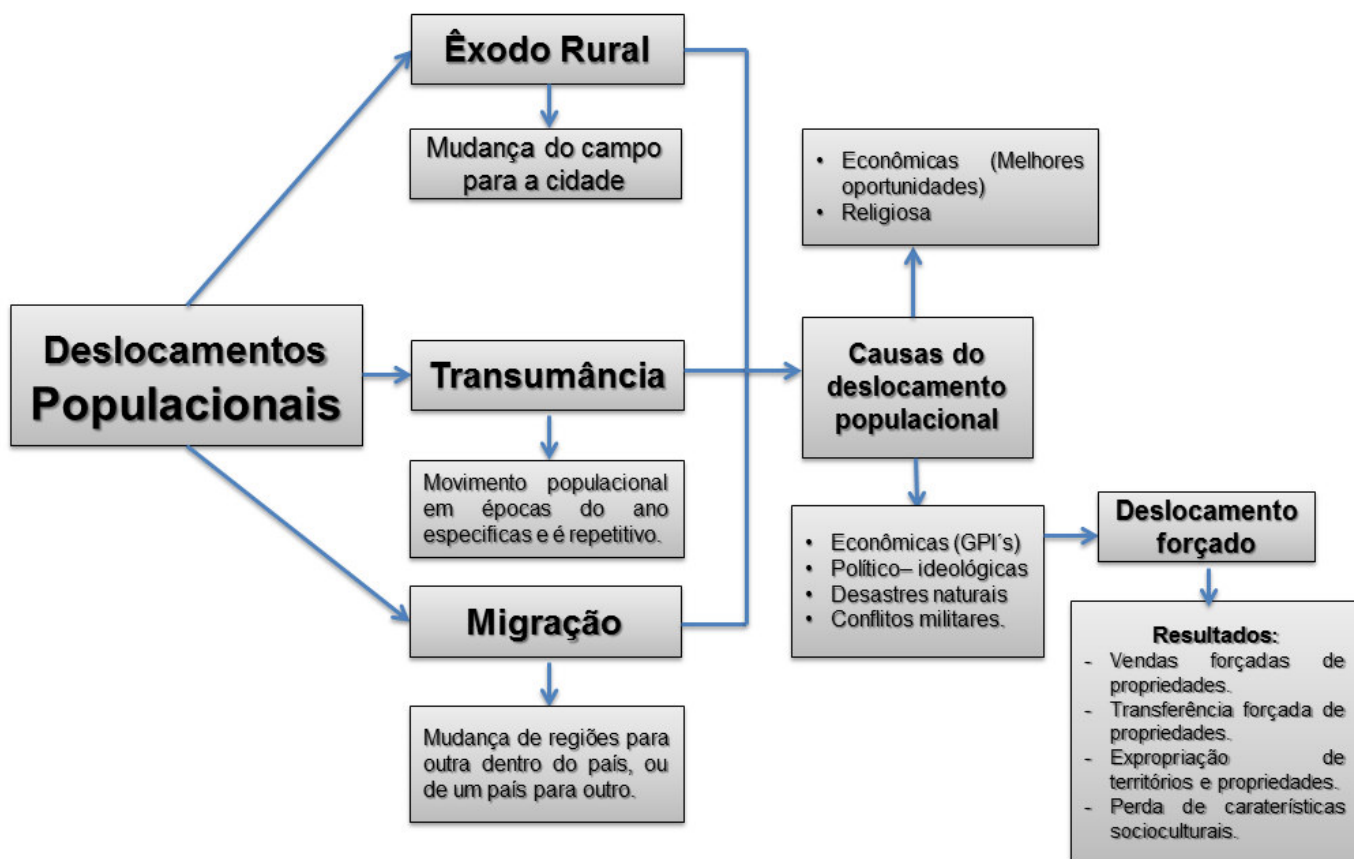 Êxodo Rural
Mudança do campo
para a cidade
Deslocamentos
Populacionais
Transumância
Movimento populacional
em épocas do ano
especificas e é repetitivo.
Migração
Mudança de regiões para
outra dentro do país, ou
de um país para outro.
• Econômicas (Melhores
oportunidades)
• Religiosa
Causas do
deslocamento
populacional
• Econômicas (GPI´s)
• Político– ideológicas
• Desastres naturais
• Conflitos militares.
Deslocamento
forçado
Resultados:
- Vendas forçadas de
propriedades.
- Transferência forçada de
propriedades.
- Expropriação de
territórios e propriedades.
- Perda de caraterísticas
socioculturais.